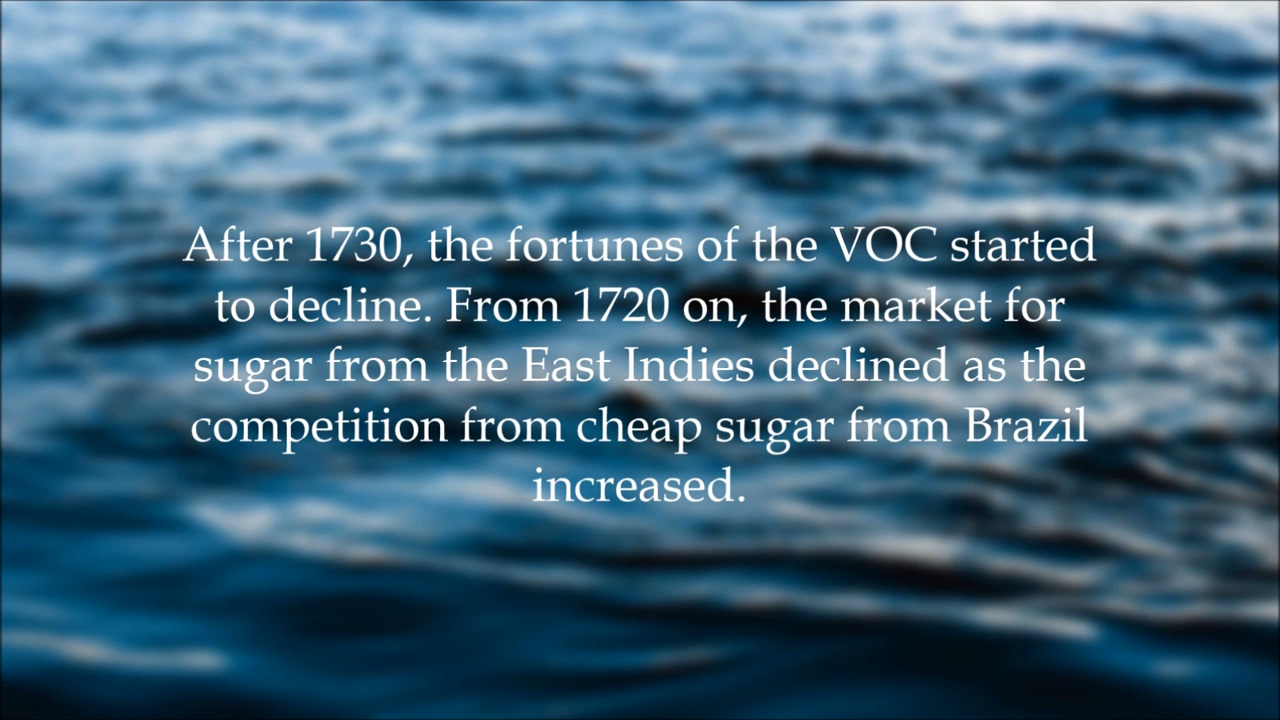 After 1730, the fortunes of the VOC started
to decline. From 1720 on, the market for
sugar from the East Indies declined as the
competition from cheap sugar from Brazil
increased.